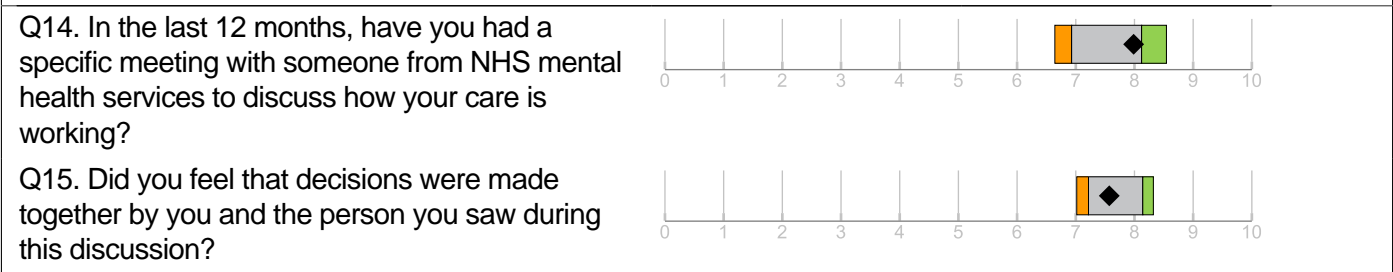 Q14. In the last 12 months, have you had a
specific meeting with someone from NHS mental
health services to discuss how your care is
working?
0 1 2 3 4 5 6 7 8 9 10
Q15. Did you feel that decisions were made
together by you and the person you saw during
this discussion?
0 1 2 3 4 5 6 7 8 9 10